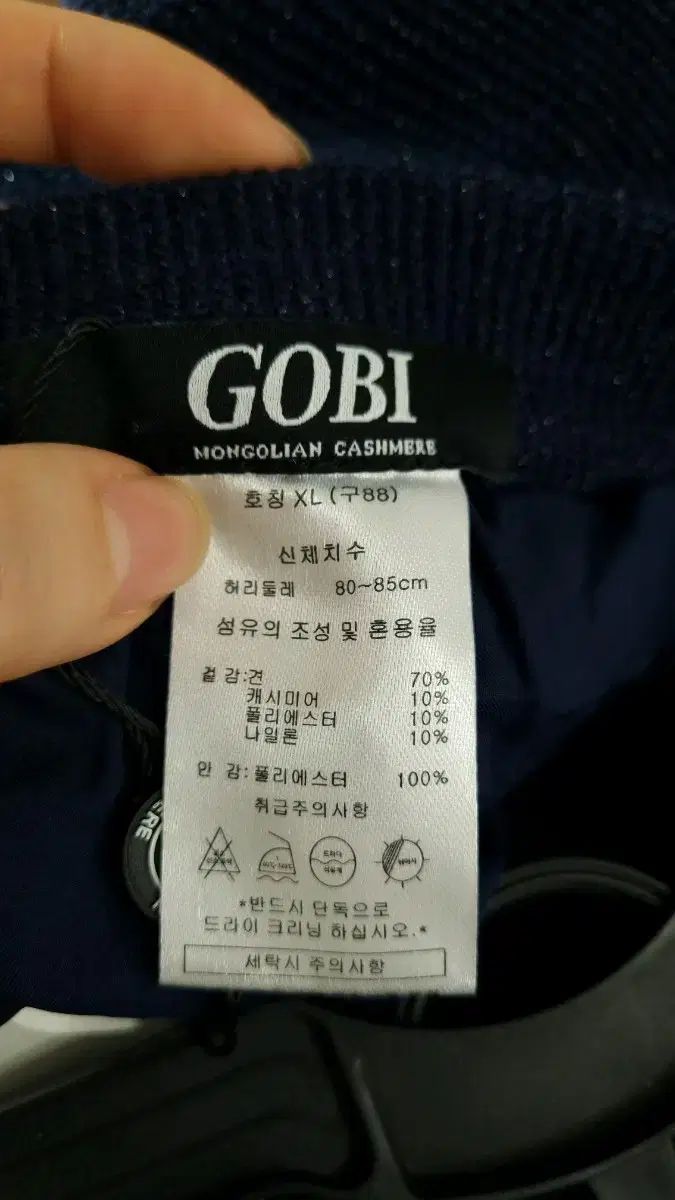 GOBI
MONGOLIAN CASHMERE
호칭 XL (구88)
신체치수
허리둘레 80~85cm
섬유의 조성 및 혼용율
겉 감:견 70%
캐시미어 10%
폴리에스터 10%
나일론 10%
안 감:폴리에스터 100%
취급주의사항
드라이
*반드시 단독으로
드라이 크리닝 하십시오.*
세탁시 주의사항
ERE